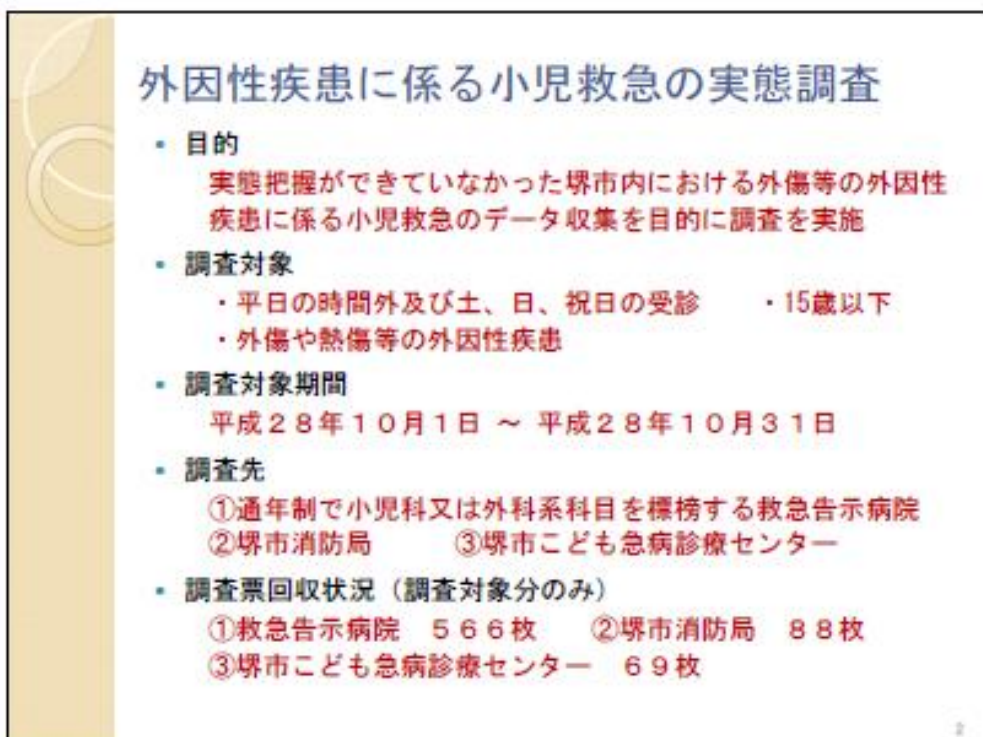 外因性疾患に係る小児救急の実態調査
▪ 目的
実態把握ができていなかった堺市内における外傷等の外因性
疾患に係る小児救急のデータ収集を目的に調査を実施
▪ 調査対象
・平日の時間外及び土、日、祝日の受診　　・15歳以下
・外傷や熱傷等の外因性疾患
▪ 調査対象期間
平成２８年１０月１日 ～ 平成２８年１０月３１日
▪ 調査先
①通年制で小児科又は外科系科目を標榜する救急告示病院
②堺市消防局　　　③堺市こども急病診療センター
▪ 調査票回収状況（調査対象分のみ）
①救急告示病院　５６６枚　　②堺市消防局　８８枚
③堺市こども急病診療センター　６９枚
2